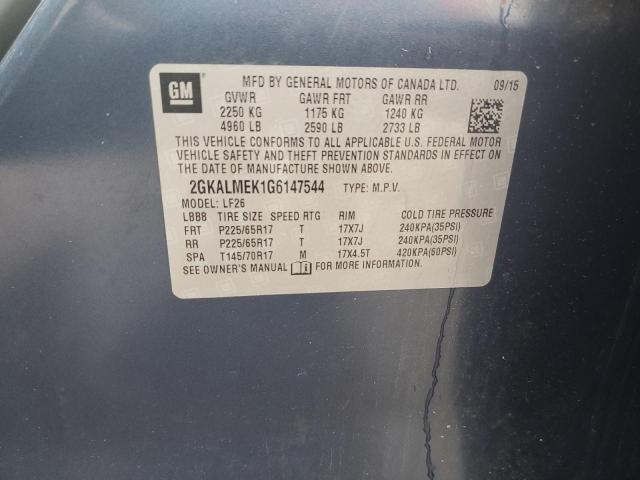 GM
MFD BY GENERAL MOTORS OF CANADA LTD. 09/15
GVWR GAWR FRT GAWR RR
2250 KG 1175 KG 1240 KG
4960 LB 2590 LB 2733 LB
THIS VEHICLE CONFORMS TO ALL APPLICABLE U.S. FEDERAL MOTOR
VEHICLE SAFETY AND THEFT PREVENTION STANDARDS IN EFFECT ON
THE DATE OF MANUFACTURE SHOWN ABOVE.
2GKALMEK1G6147544 TYPE: M.P.V.
MODEL: LF26
LBBB TIRE SIZE SPEED RTG RIM COLD TIRE PRESSURE
FRT P225/65R17 T 17X7J 240KPA(35PSI)
RR P225/65R17 T 17X7J 240KPA(35PSI)
SPA T145/70R17 M 17X4.5T 420KPA(60PSI)
SEE OWNER'S MANUAL FOR MORE INFORMATION.